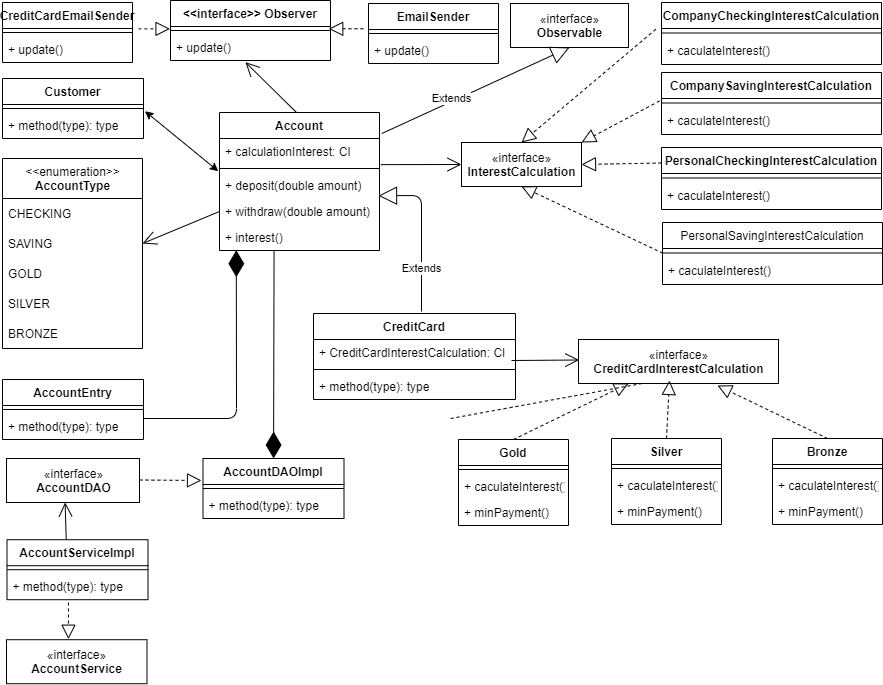 CreditCardEmailSender
+ update()
<<interface>> Observer
+ update()
EmailSender
+ update()
«interface»
Observable
CompanyCheckingInterestCalculation
+ caculateInterest()
Customer
+ method(type): type
Extends
CompanySavingInterestCalculation
+ caculateInterest()
Account
+ calculationInterest: CI
+ deposit(double amount)
+ withdraw(double amount)
+ interest()
«interface»
InterestCalculation
PersonalCheckingInterestCalculation
+ caculateInterest()
<<enumeration>>
AccountType
CHECKING
SAVING
GOLD
SILVER
BRONZE
PersonalSavingInterestCalculation
+ caculateInterest()
Extends
CreditCard
+ CreditCardInterestCalculation: CI
+ method(type): type
«interface»
CreditCardInterestCalculation
AccountEntry
+ method(type): type
Gold
+ caculateInterest()
+ minPayment()
Silver
+ caculateInterest()
+ minPayment()
Bronze
+ caculateInterest()
+ minPayment()
«interface»
AccountDAO
AccountDAOImpl
+ method(type): type
AccountServiceImpl
+ method(type): type
«interface»
AccountService